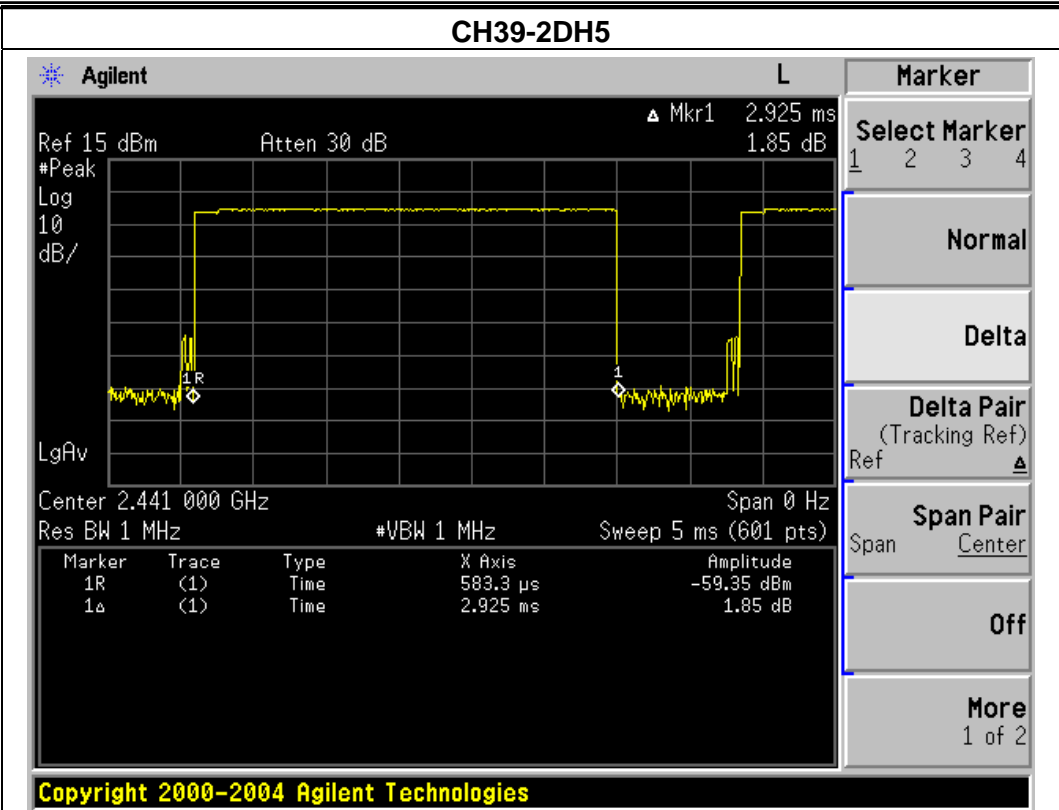 CH39-2DH5
Agilent L Marker
Δ Mkr1 2.925 ms
Ref 15 dBm Atten 30 dB 1.85 dB
#Peak
Log
10
dB/
1R
1
LgAv
Center 2.441 000 GHz Span 0 Hz
Res BW 1 MHz #VBW 1 MHz Sweep 5 ms (601 pts)
Marker Trace Type X Axis Amplitude
1R (1) Time 583.3 µs -59.35 dBm
1Δ (1) Time 2.925 ms 1.85 dB
Select Marker
1 2 3 4
Normal
Delta
Delta Pair
(Tracking Ref)
Ref Δ
Span Pair
Span Center
Off
More
1 of 2
Copyright 2000-2004 Agilent Technologies